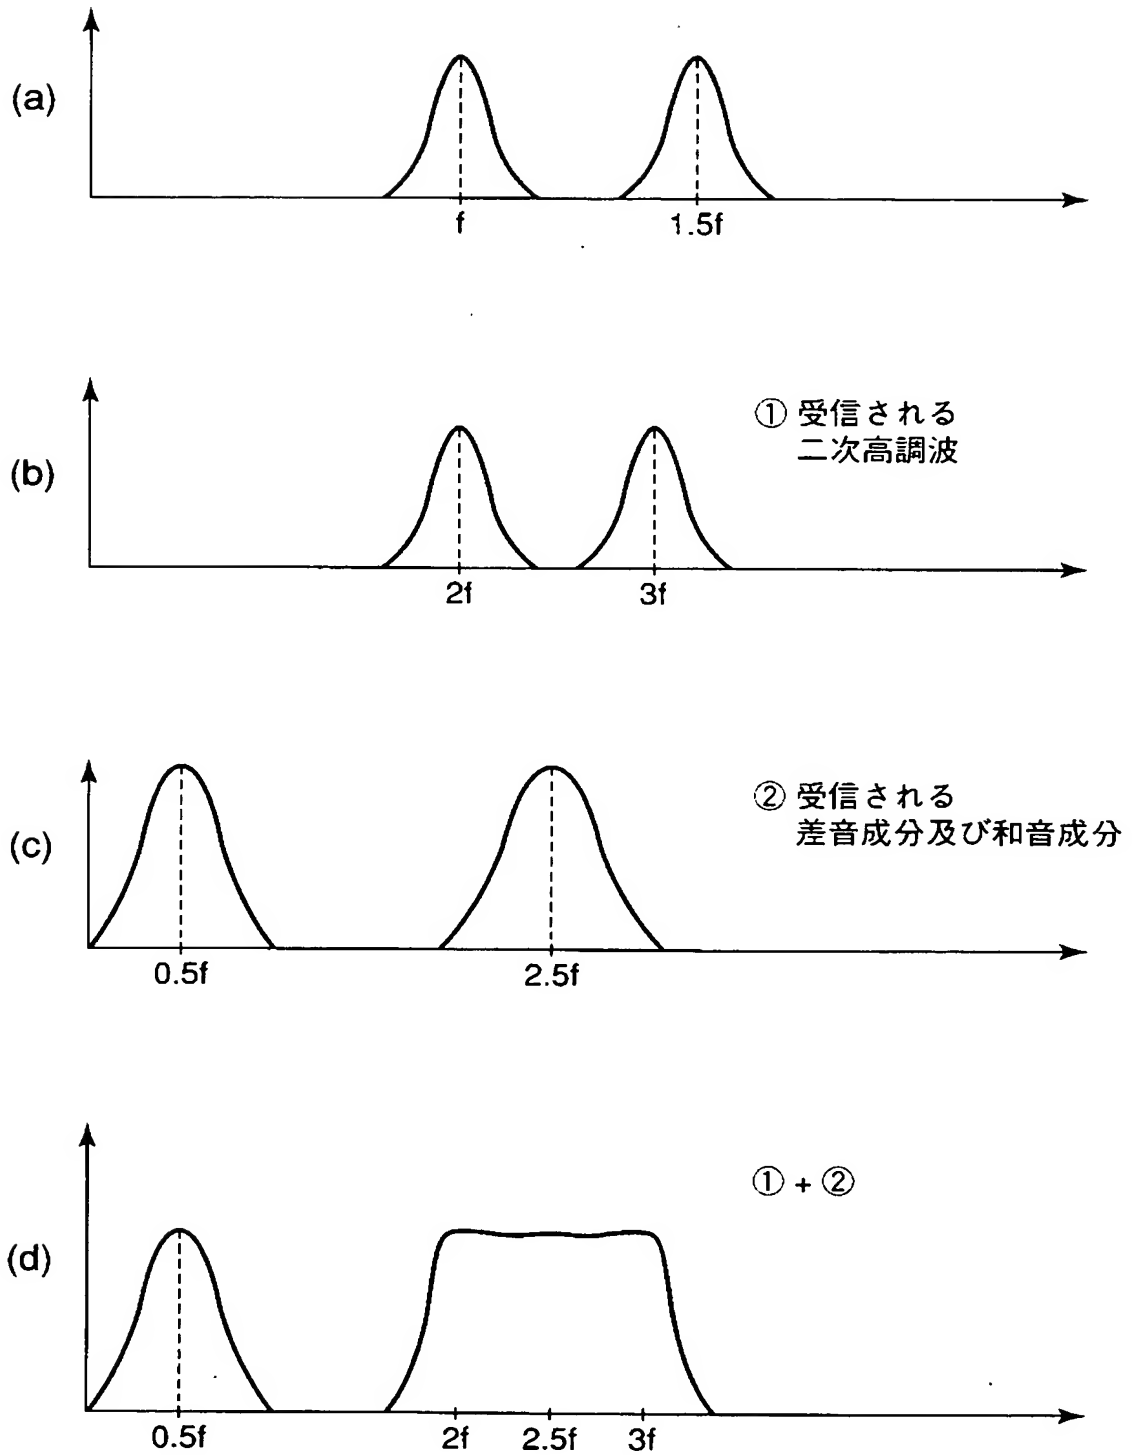 (a)
f 1.5f
(b)
① 受信される
二次高調波
2f 3f
(c)
② 受信される
差音成分及び和音成分
0.5f 2.5f
(d)
① + ②
0.5f 2f 2.5f 3f